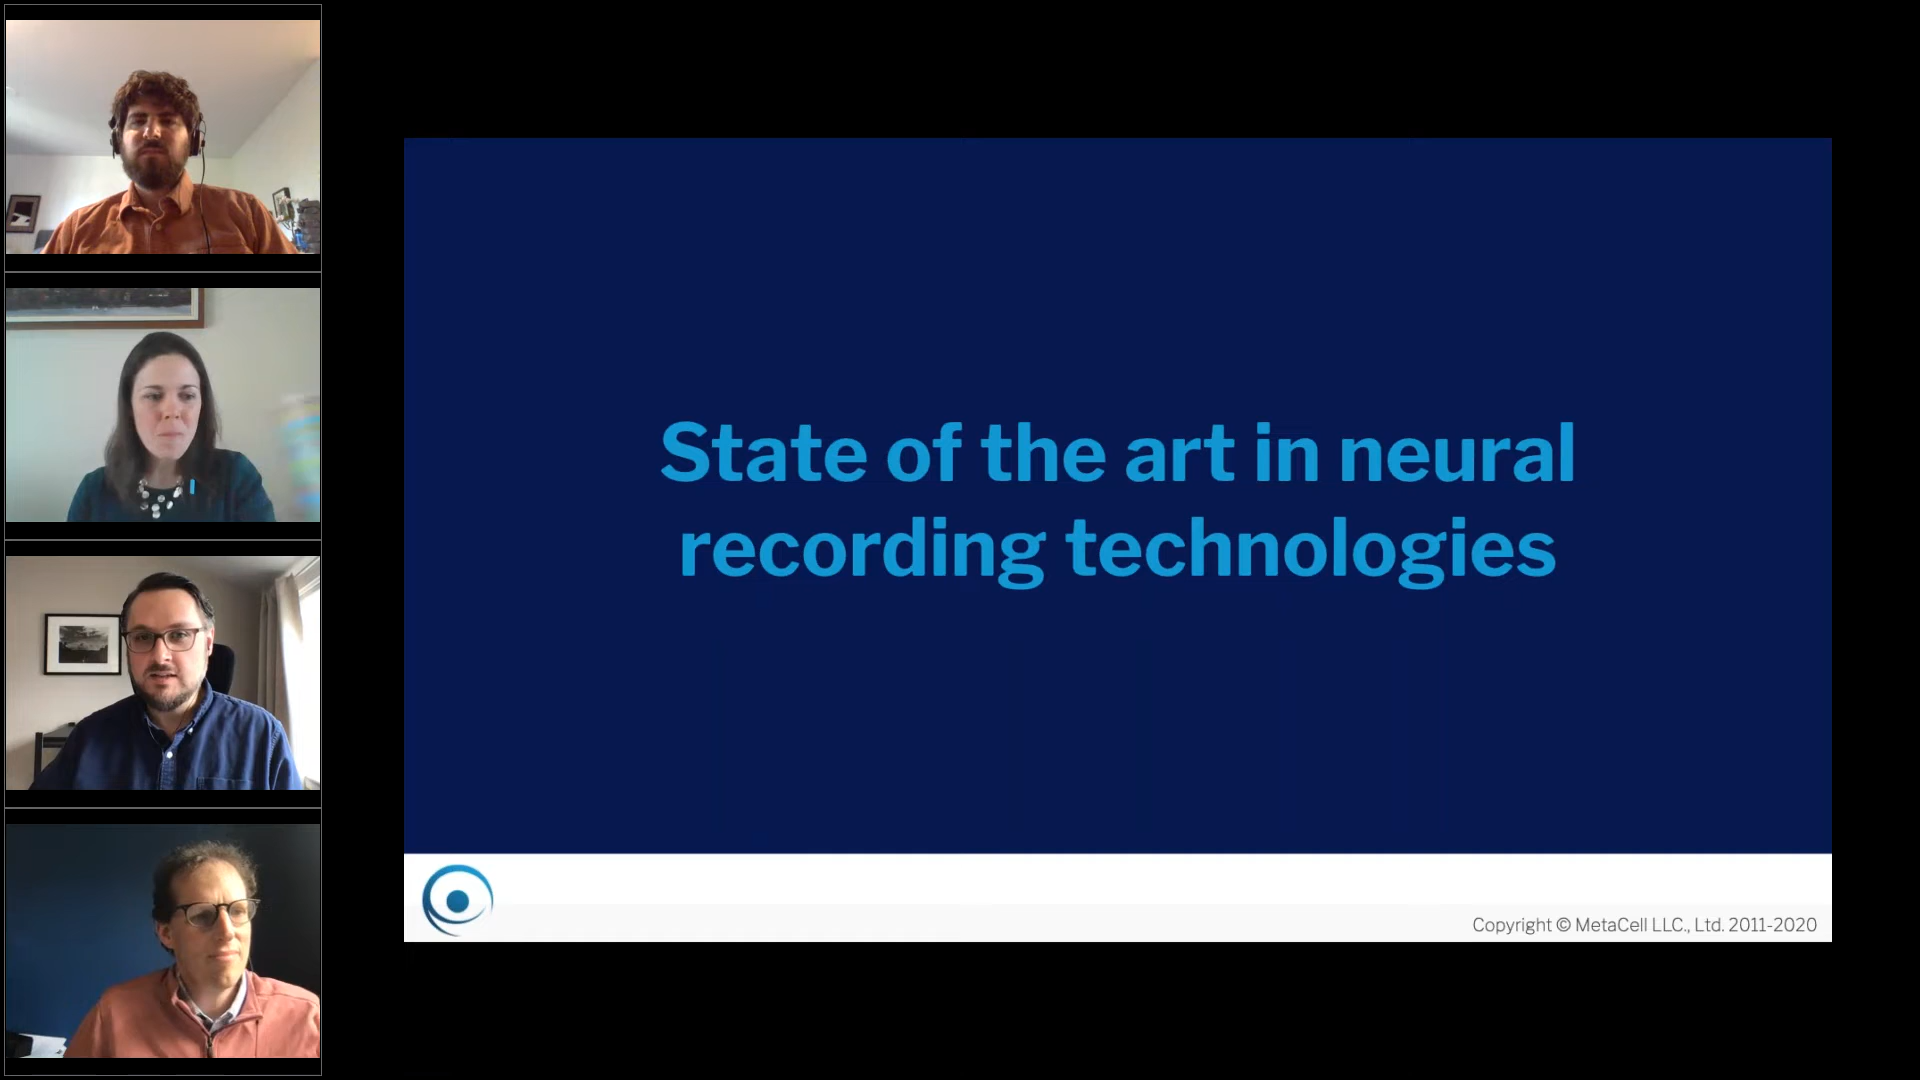 State of the art in neural
recording technologies
Copyright © MetaCell LLC., Ltd. 2011-2020